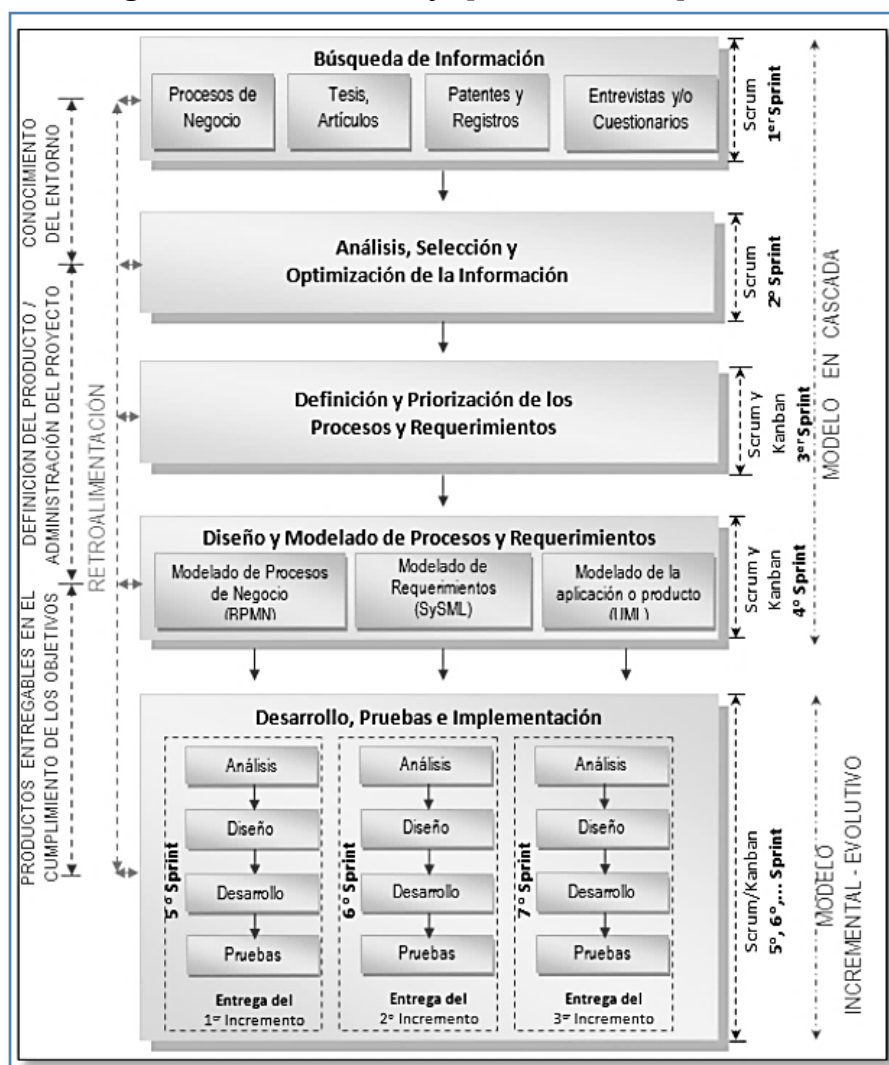 Búsqueda de Información
Procesos de
Negocio
Tesis,
Artículos
Patentes y
Registros
Entrevistas y/o
Cuestionarios
Scrum
1er Sprint
Análisis, Selección y
Optimización de la Información
Scrum
2º Sprint
Definición y Priorización de los
Procesos y Requerimientos
Scrum y
Kanban
3er Sprint
Diseño y Modelado de Procesos y Requerimientos
Modelado de Procesos
de Negocio
(BPMN)
Modelado de
Requerimientos
(SySML)
Modelado de la
aplicación o producto
(UML)
Scrum y
Kanban
4º Sprint
Desarrollo, Pruebas e Implementación
5º Sprint
Análisis
Diseño
Desarrollo
Pruebas
Entrega del
1er Incremento
6º Sprint
Análisis
Diseño
Desarrollo
Pruebas
Entrega del
2º Incremento
7º Sprint
Análisis
Diseño
Desarrollo
Pruebas
Entrega del
3er Incremento
Scrum/Kanban
5º, 6º,... Sprint
CONOCIMIENTO
DEL ENTORNO
DEFINICIÓN DEL PRODUCTO /
ADMINISTRACIÓN DEL PROYECTO
PRODUCTOS ENTREGABLES EN EL
CUMPLIMIENTO DE LOS OBJETIVOS
RETROALIMENTACIÓN
MODELO EN CASCADA
MODELO
INCREMENTAL - EVOLUTIVO